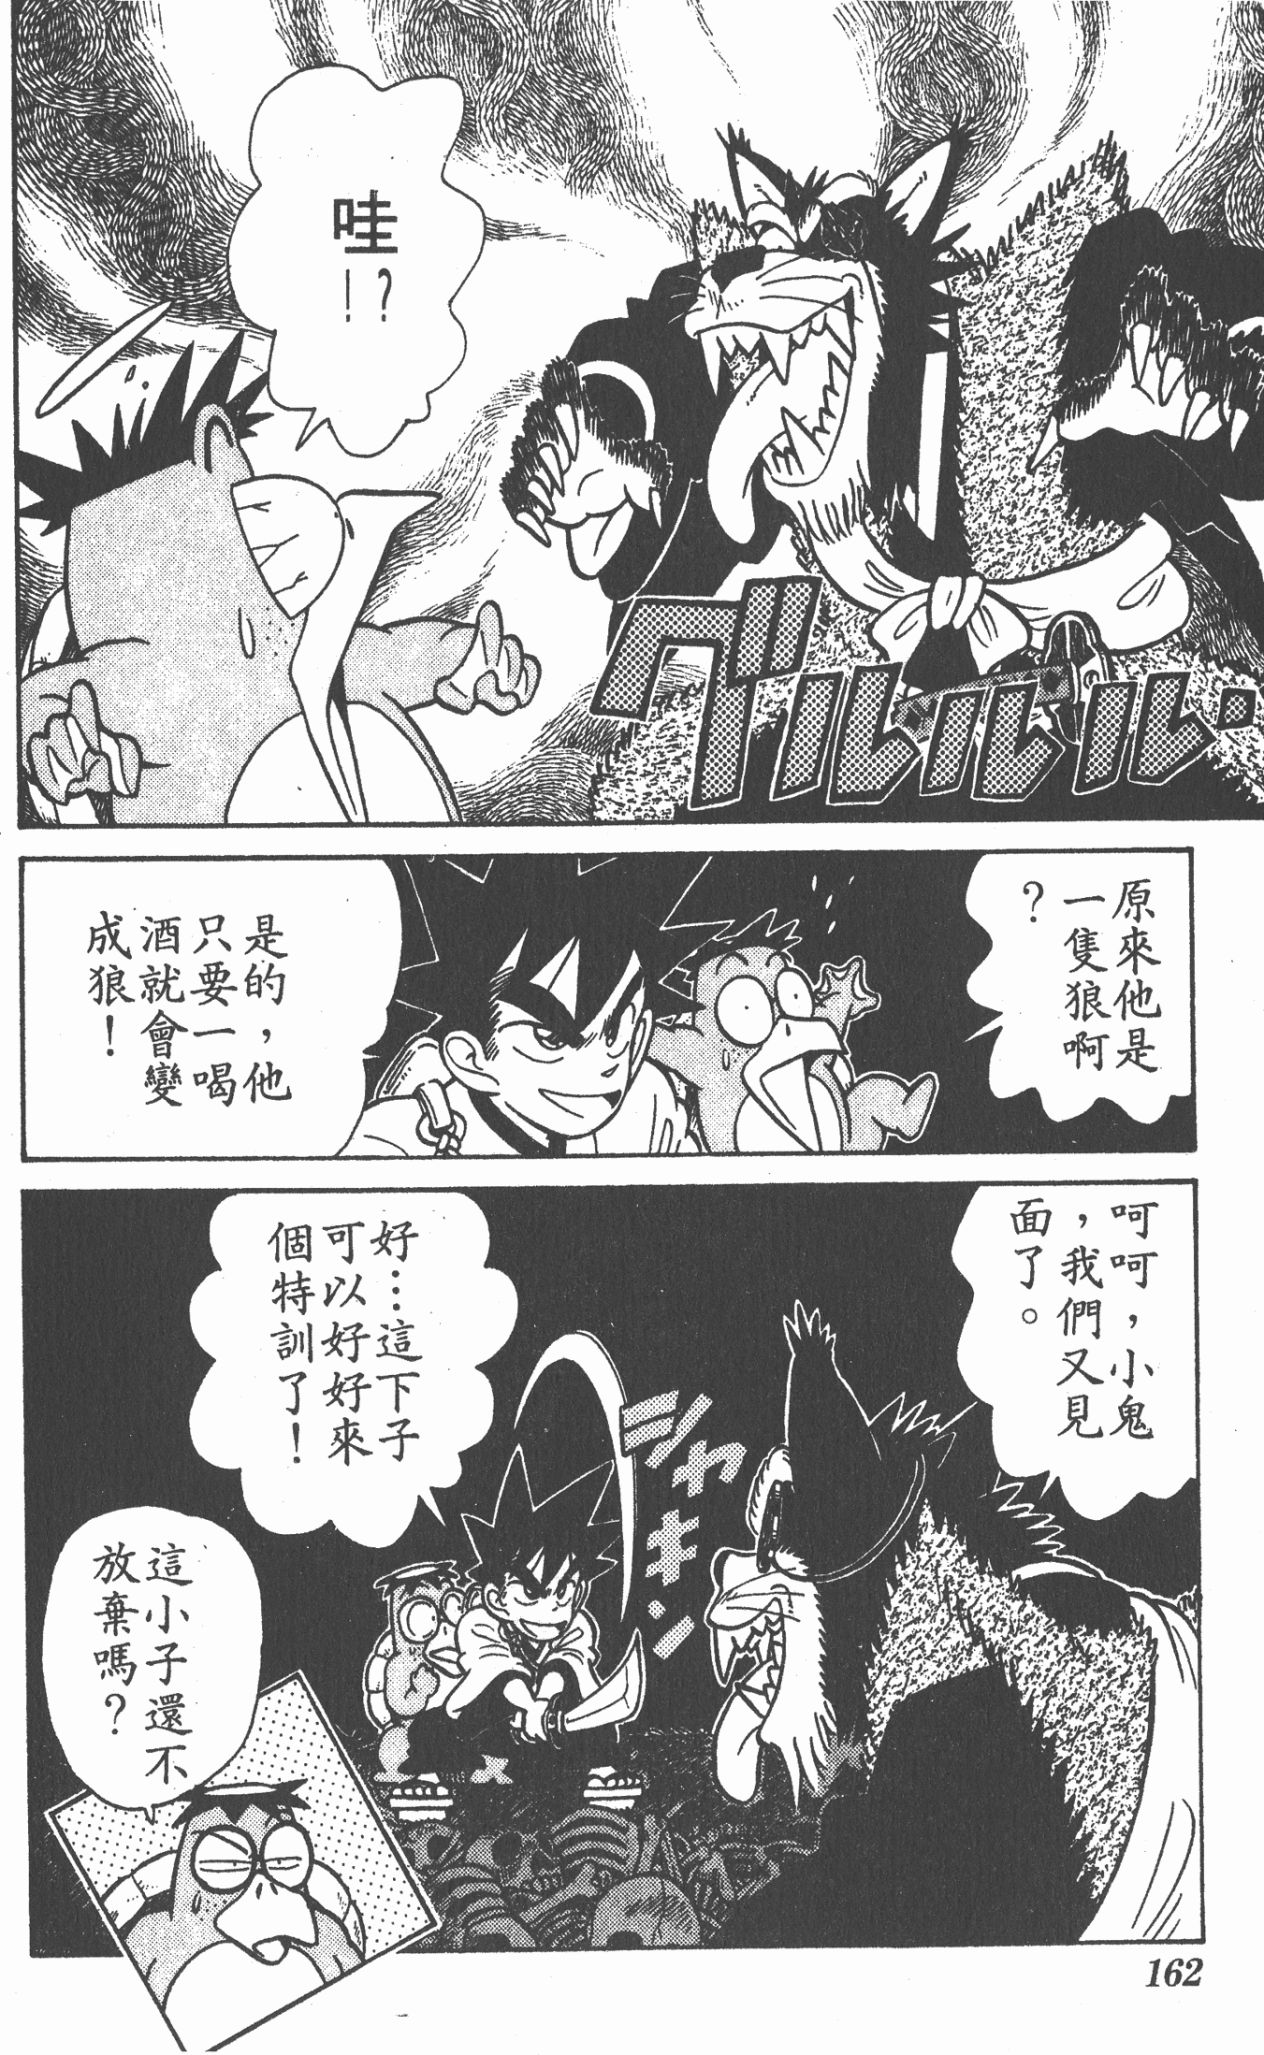 哇
!?
グルルルル・
原來他是
一隻狼啊
？
是的，他
只要一喝
酒就會變
成狼！
呵呵，小鬼
，我們又見
面了。
シャキン
好…這下子
可以好好來
個特訓了！
這小子還不
放棄嗎？
162